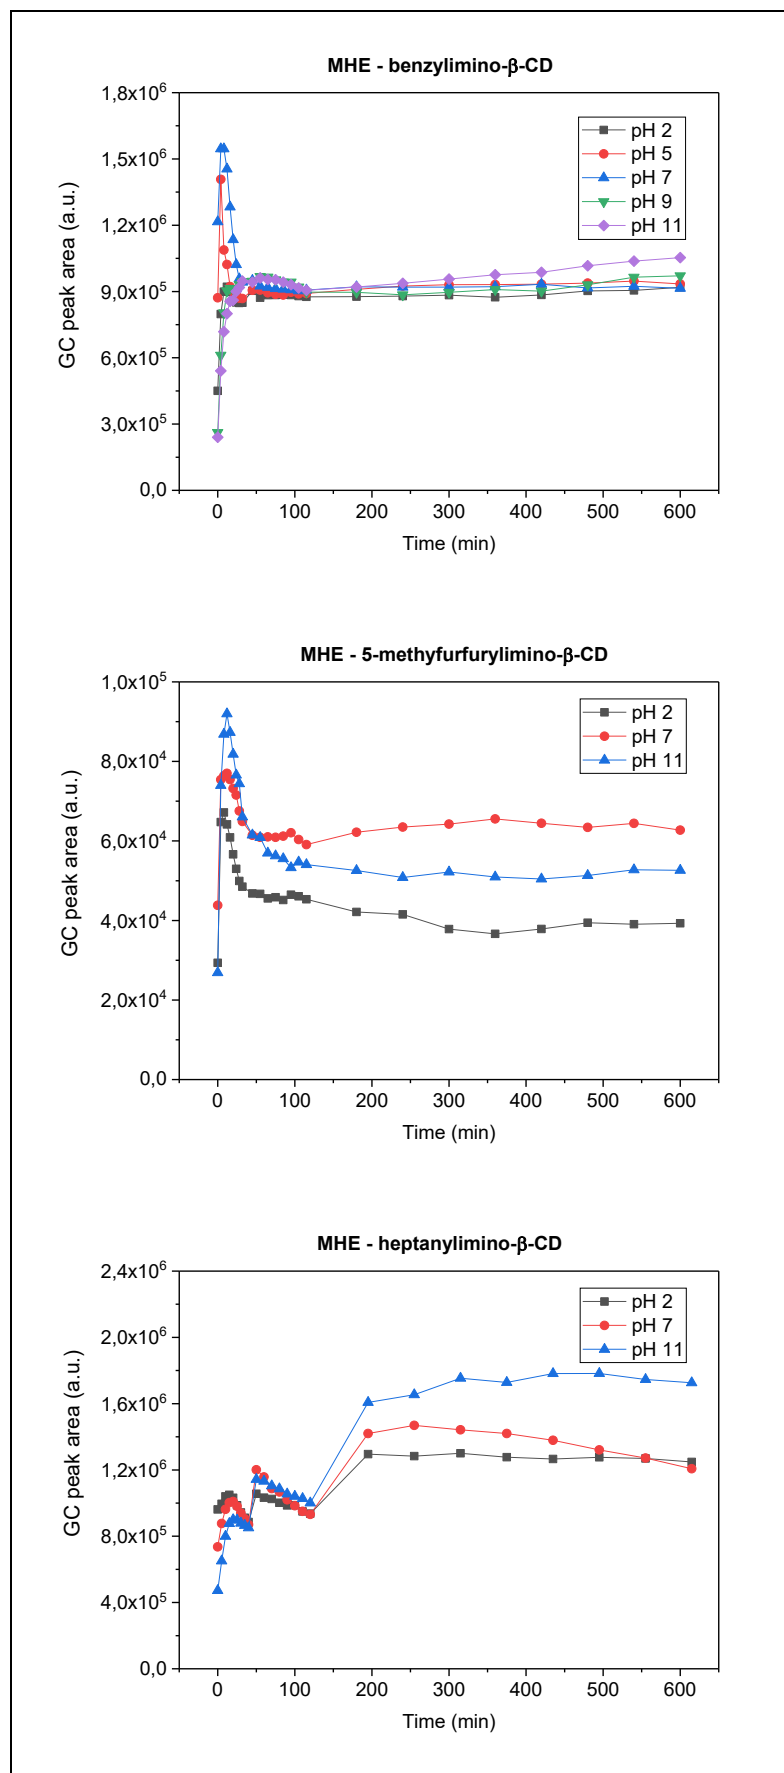 MHE - benzylimino-β-CD
1,8x10⁶
1,5x10⁶
1,2x10⁶
9,0x10⁵
6,0x10⁵
3,0x10⁵
0,0
GC peak area (a.u.)
pH 2
pH 5
pH 7
pH 9
pH 11
0 100 200 300 400 500 600
Time (min)
MHE - 5-methyfurfurylimino-β-CD
1,0x10⁵
8,0x10⁴
6,0x10⁴
4,0x10⁴
2,0x10⁴
0,0
GC peak area (a.u.)
pH 2
pH 7
pH 11
0 100 200 300 400 500 600
Time (min)
MHE - heptanylimino-β-CD
2,4x10⁶
2,0x10⁶
1,6x10⁶
1,2x10⁶
8,0x10⁵
4,0x10⁵
0,0
GC peak area (a.u.)
pH 2
pH 7
pH 11
0 100 200 300 400 500 600
Time (min)